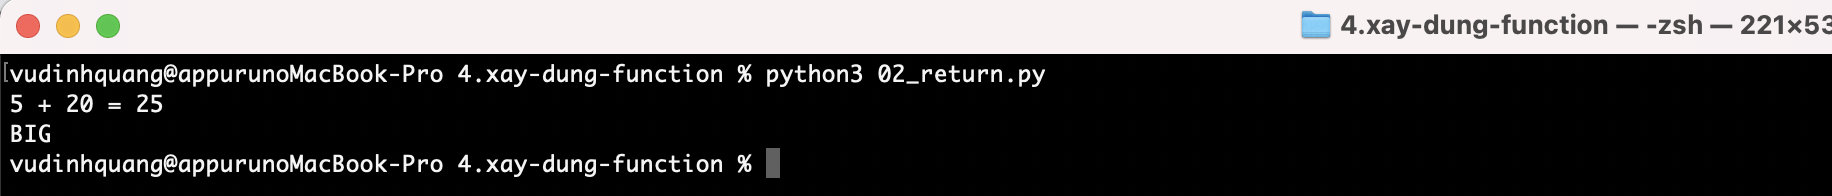 4.xay-dung-function — -zsh — 221×53
[vudinhquang@appurunoMacBook-Pro 4.xay-dung-function % python3 02_return.py
5 + 20 = 25
BIG
vudinhquang@appurunoMacBook-Pro 4.xay-dung-function %